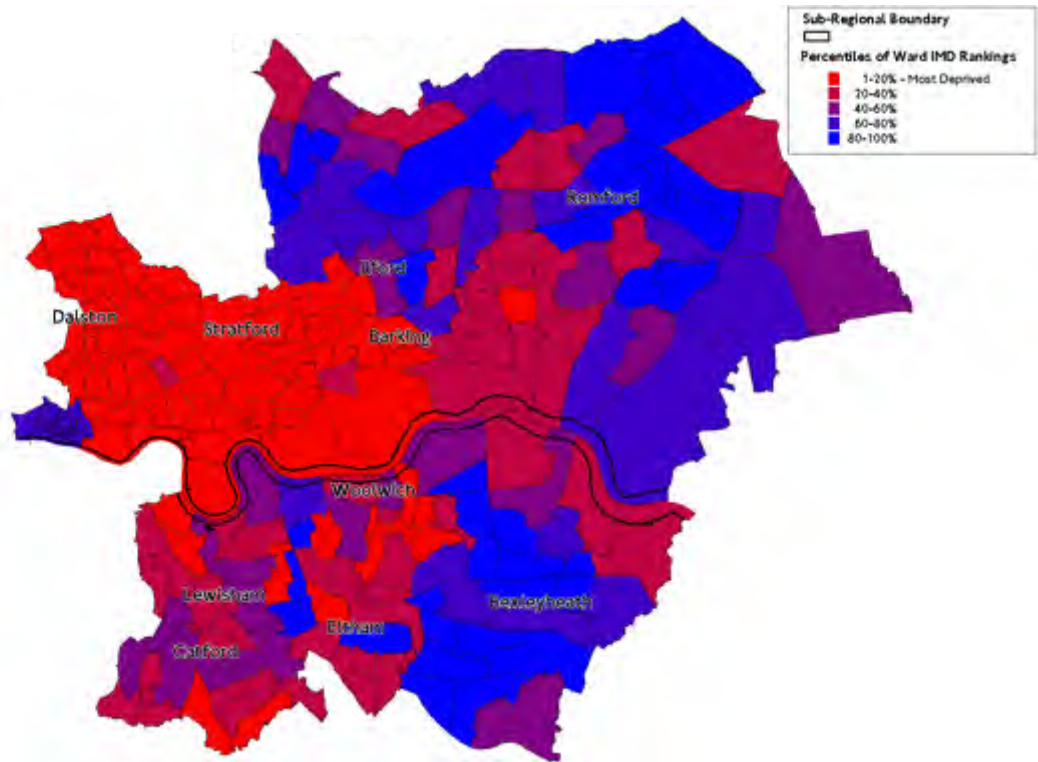 Sub-Regional Boundary
Percentiles of Ward IMD Rankings
1-20% - Most Deprived
20-40%
40-60%
60-80%
80-100%
Romford
Ilford
Dalston
Stratford
Barking
Woolwich
Lewisham
Bexleyheath
Eltham
Catford